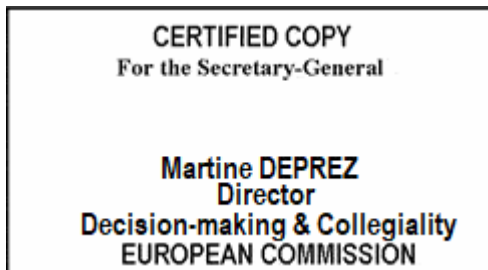 CERTIFIED COPY
For the Secretary-General
Martine DEPREZ
Director
Decision-making & Collegiality
EUROPEAN COMMISSION